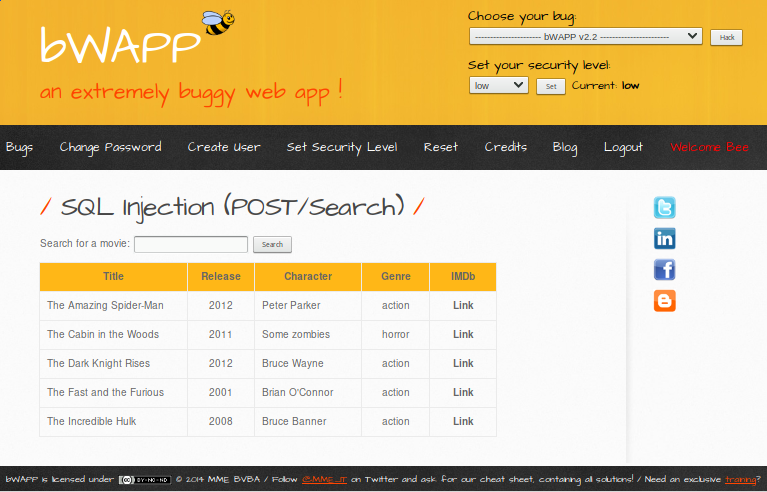 bWAPP
an extremely buggy web app !
Choose your bug:
---------------------- bWAPP v2.2 ----------------------- Hack
Set your security level:
low Set Current: low
Bugs Change Password Create User Set Security Level Reset Credits Blog Logout Welcome Bee
/ SQL Injection (POST/Search) /
Search for a movie: Search
Title Release Character Genre IMDb
The Amazing Spider-Man 2012 Peter Parker action Link
The Cabin in the Woods 2011 Some zombies horror Link
The Dark Knight Rises 2012 Bruce Wayne action Link
The Fast and the Furious 2001 Brian O'Connor action Link
The Incredible Hulk 2008 Bruce Banner action Link
bWAPP is licensed under CC BY-NC-ND © 2014 MME BVBA / Follow @MME_IT on Twitter and ask for our cheat sheet, containing all solutions! / Need an exclusive training?